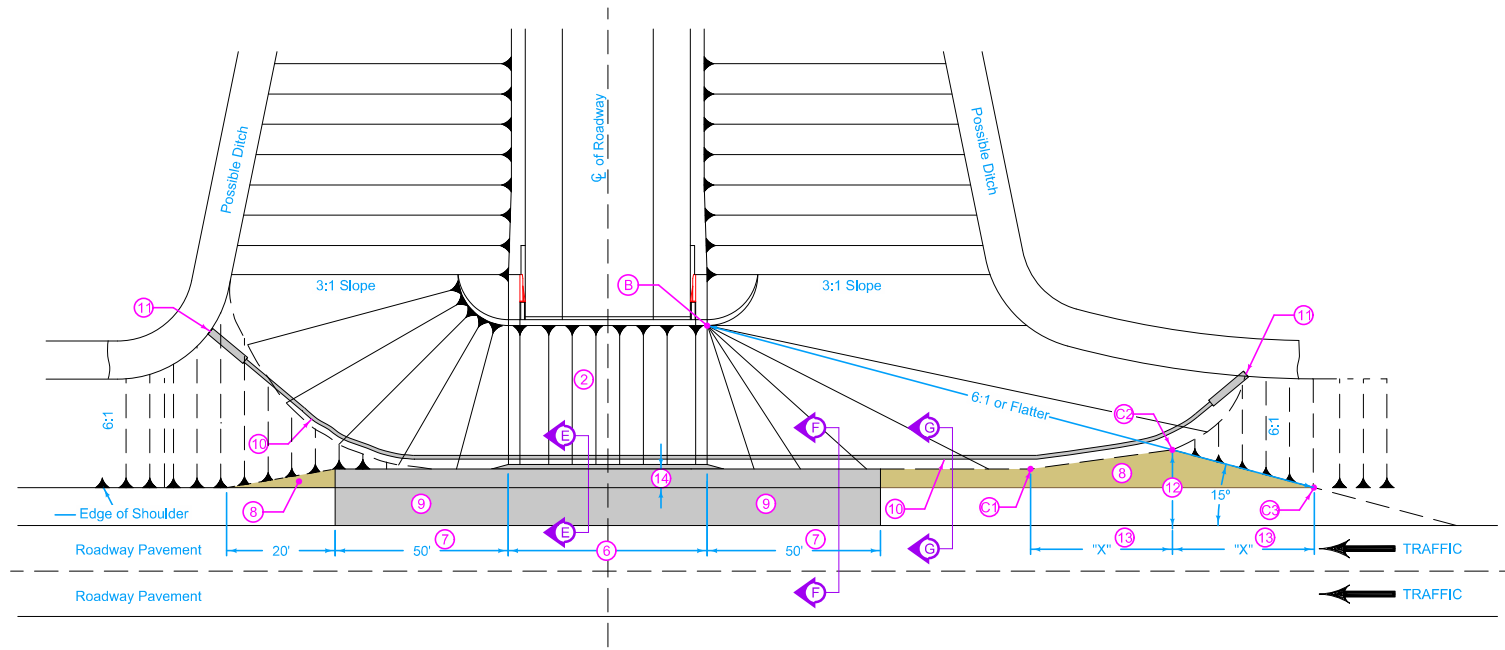 Possible Ditch
℄ of Roadway
Possible Ditch
3:1 Slope
B
3:1 Slope
11
11
2
6:1 or Flatter
C2
6:1
10
E
F
G
6:1
14
8
12
C1
C3
8
9
9
10
15°
Edge of Shoulder
E
7
6
7
G
13
13
Roadway Pavement
20'
50'
50'
"X"
"X"
TRAFFIC
Roadway Pavement
F
TRAFFIC